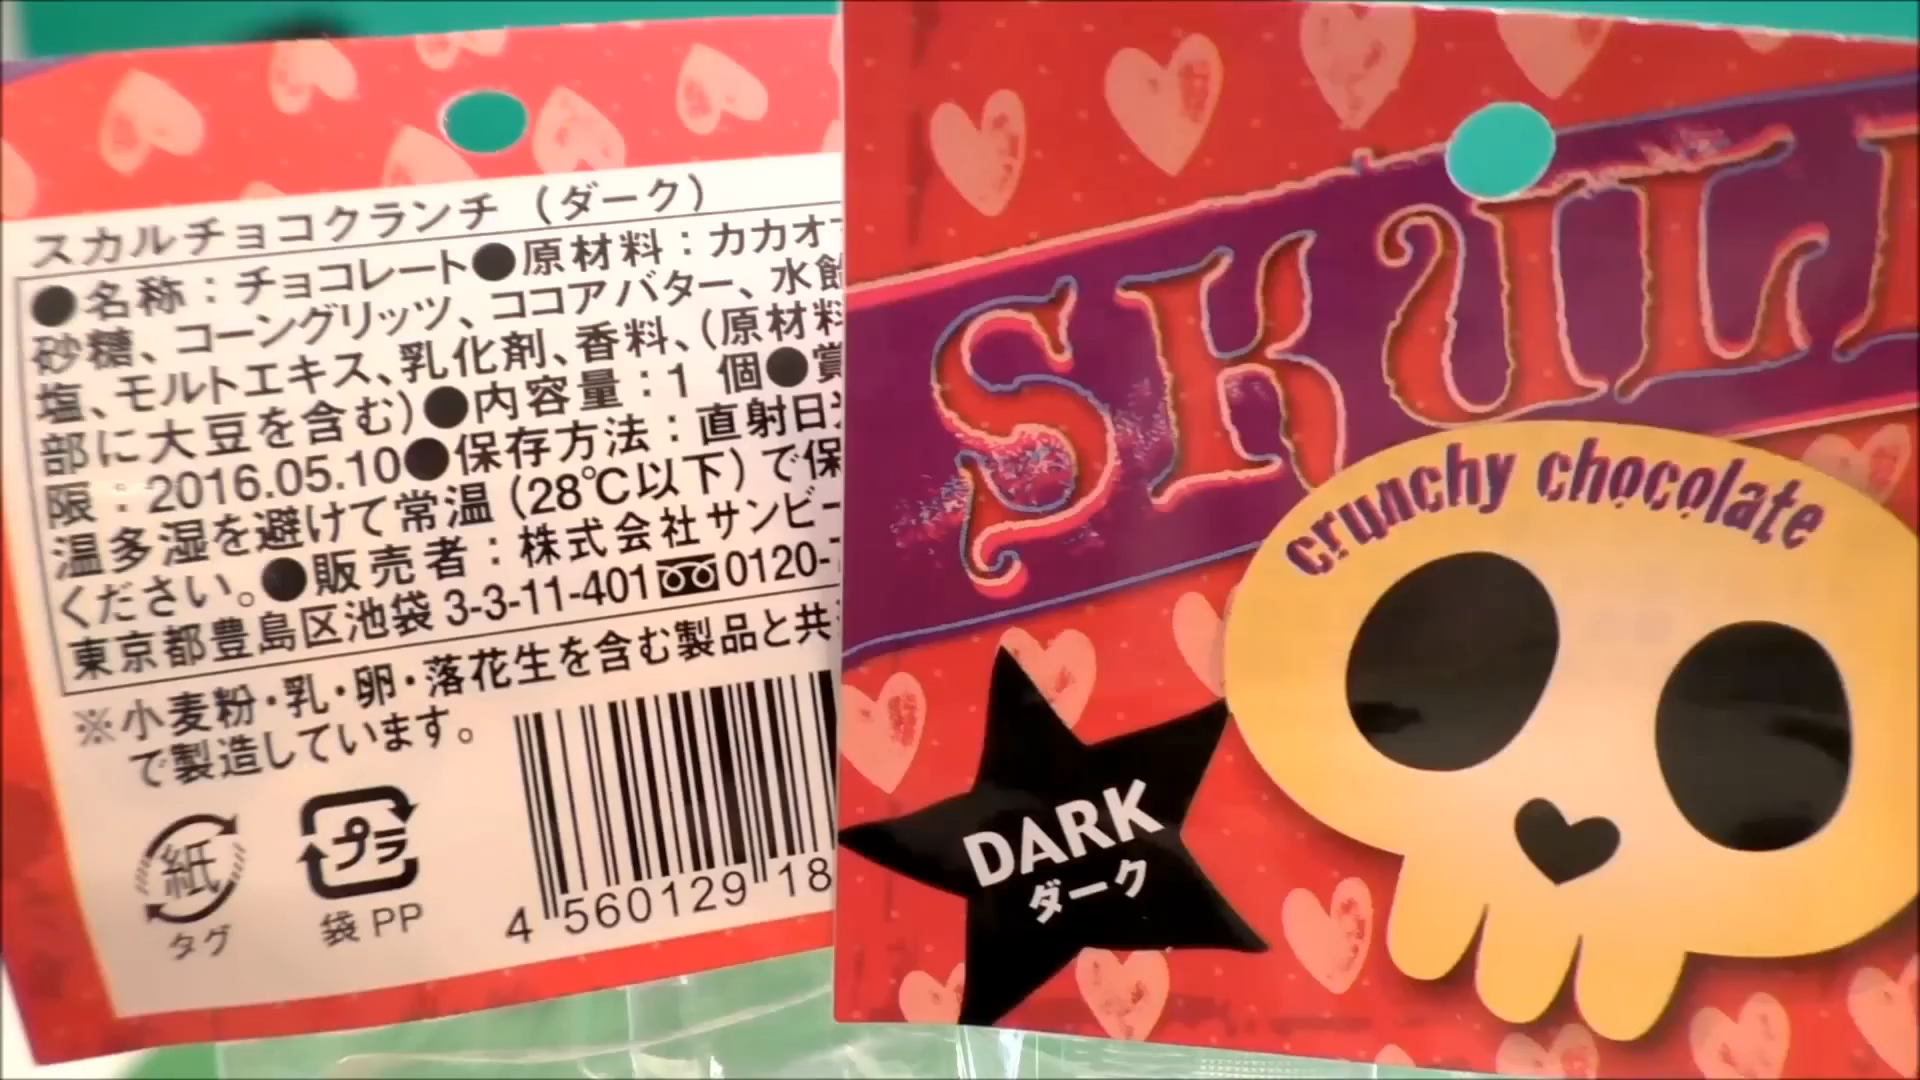 スカルチョコクランチ (ダーク)
●名称：チョコレート●原材料：カカオ
砂糖、コーングリッツ、ココアバター、水飴
塩、モルトエキス、乳化剤、香料、(原材料
部に大豆を含む)●内容量：1 個●賞
限：2016.05.10●保存方法：直射日
温多湿を避けて常温 (28℃以下) で保
ください。●販売者：株式会社サンビー
東京都豊島区池袋 3-3-11-401 0120-
※小麦粉・乳・卵・落花生を含む製品と共
で製造しています。
紙
タグ
プラ
袋 PP
4 560129 18
SKULL
crunchy chocolate
DARK
ダーク